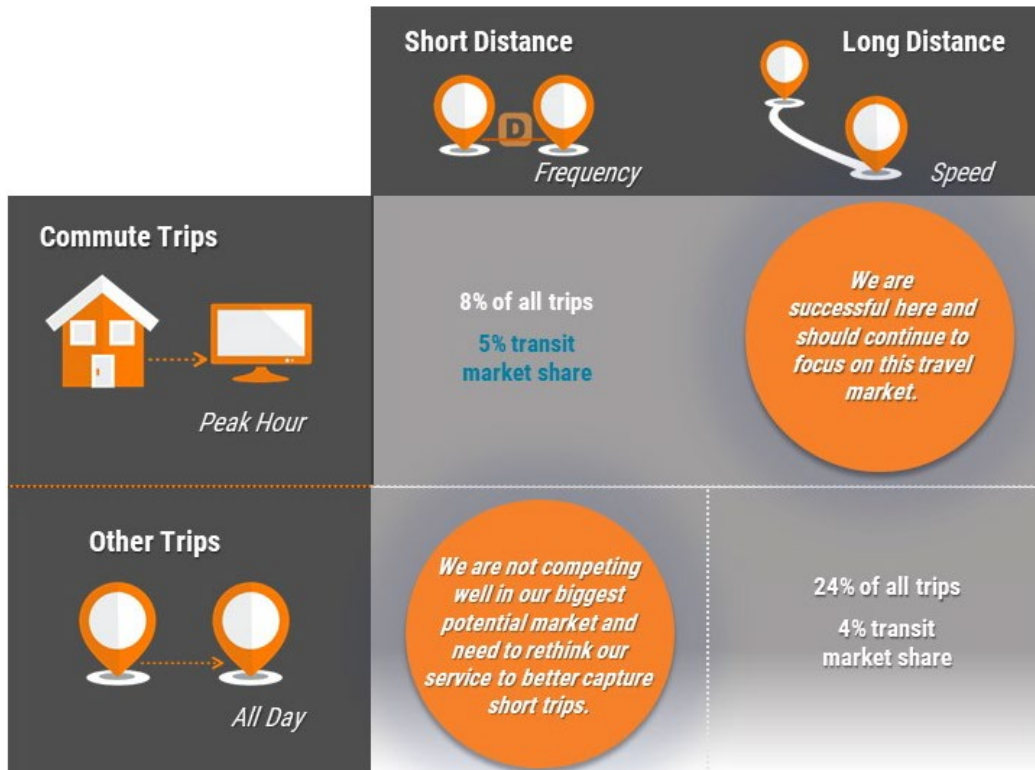 Short Distance
Long Distance
D
Frequency
Speed
Commute Trips
Peak Hour
8% of all trips
5% transit
market share
We are
successful here and
should continue to
focus on this travel
market.
Other Trips
All Day
We are not competing
well in our biggest
potential market and
need to rethink our
service to better capture
short trips.
24% of all trips
4% transit
market share